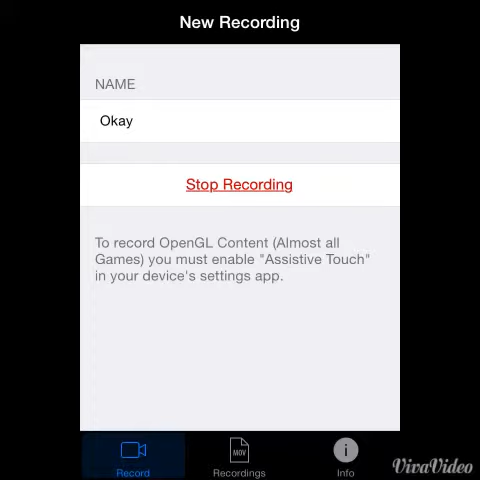 New Recording
NAME
Okay
Stop Recording
To record OpenGL Content (Almost all
Games) you must enable "Assistive Touch"
in your device's settings app.
MOV
i
Record
Recordings
Info
VivaVideo